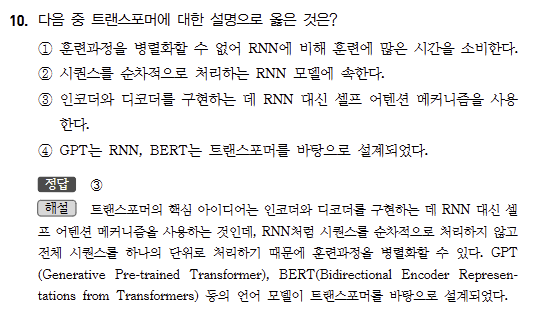 10. 다음 중 트랜스포머에 대한 설명으로 옳은 것은?
① 훈련과정을 병렬화할 수 없어 RNN에 비해 훈련에 많은 시간을 소비한다.
② 시퀀스를 순차적으로 처리하는 RNN 모델에 속한다.
③ 인코더와 디코더를 구현하는 데 RNN 대신 셀프 어텐션 메커니즘을 사용
한다.
④ GPT는 RNN, BERT는 트랜스포머를 바탕으로 설계되었다.
정답 ③
해설 트랜스포머의 핵심 아이디어는 인코더와 디코더를 구현하는 데 RNN 대신 셀
프 어텐션 메커니즘을 사용하는 것인데, RNN처럼 시퀀스를 순차적으로 처리하지 않고
전체 시퀀스를 하나의 단위로 처리하기 때문에 훈련과정을 병렬화할 수 있다. GPT
(Generative Pre-trained Transformer), BERT(Bidirectional Encoder Represen-
tations from Transformers) 등의 언어 모델이 트랜스포머를 바탕으로 설계되었다.